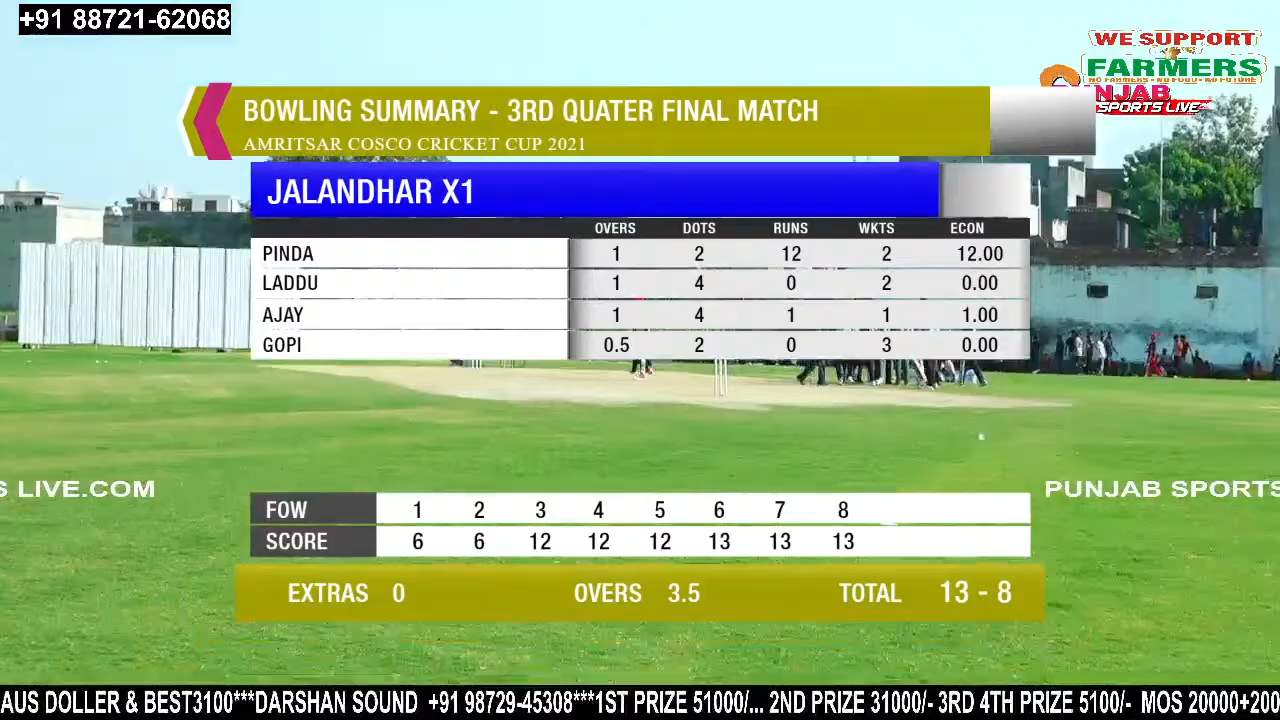 +91 88721-62068
WE SUPPORT
FARMERS
NO FARMERS - NO FOOD - NO FUTURE
NJAB
SPORTS LIVE
BOWLING SUMMARY - 3RD QUATER FINAL MATCH
AMRITSAR COSCO CRICKET CUP 2021
JALANDHAR X1
OVERS DOTS RUNS WKTS ECON
PINDA 1 2 12 2 12.00
LADDU 1 4 0 2 0.00
AJAY 1 4 1 1 1.00
GOPI 0.5 2 0 3 0.00
S LIVE.COM PUNJAB SPORTS
FOW 1 2 3 4 5 6 7 8
SCORE 6 6 12 12 12 13 13 13
EXTRAS 0 OVERS 3.5 TOTAL 13 - 8
AUS DOLLER & BEST3100***DARSHAN SOUND +91 98729-45308***1ST PRIZE 51000/... 2ND PRIZE 31000/- 3RD 4TH PRIZE 5100/- MOS 20000+200